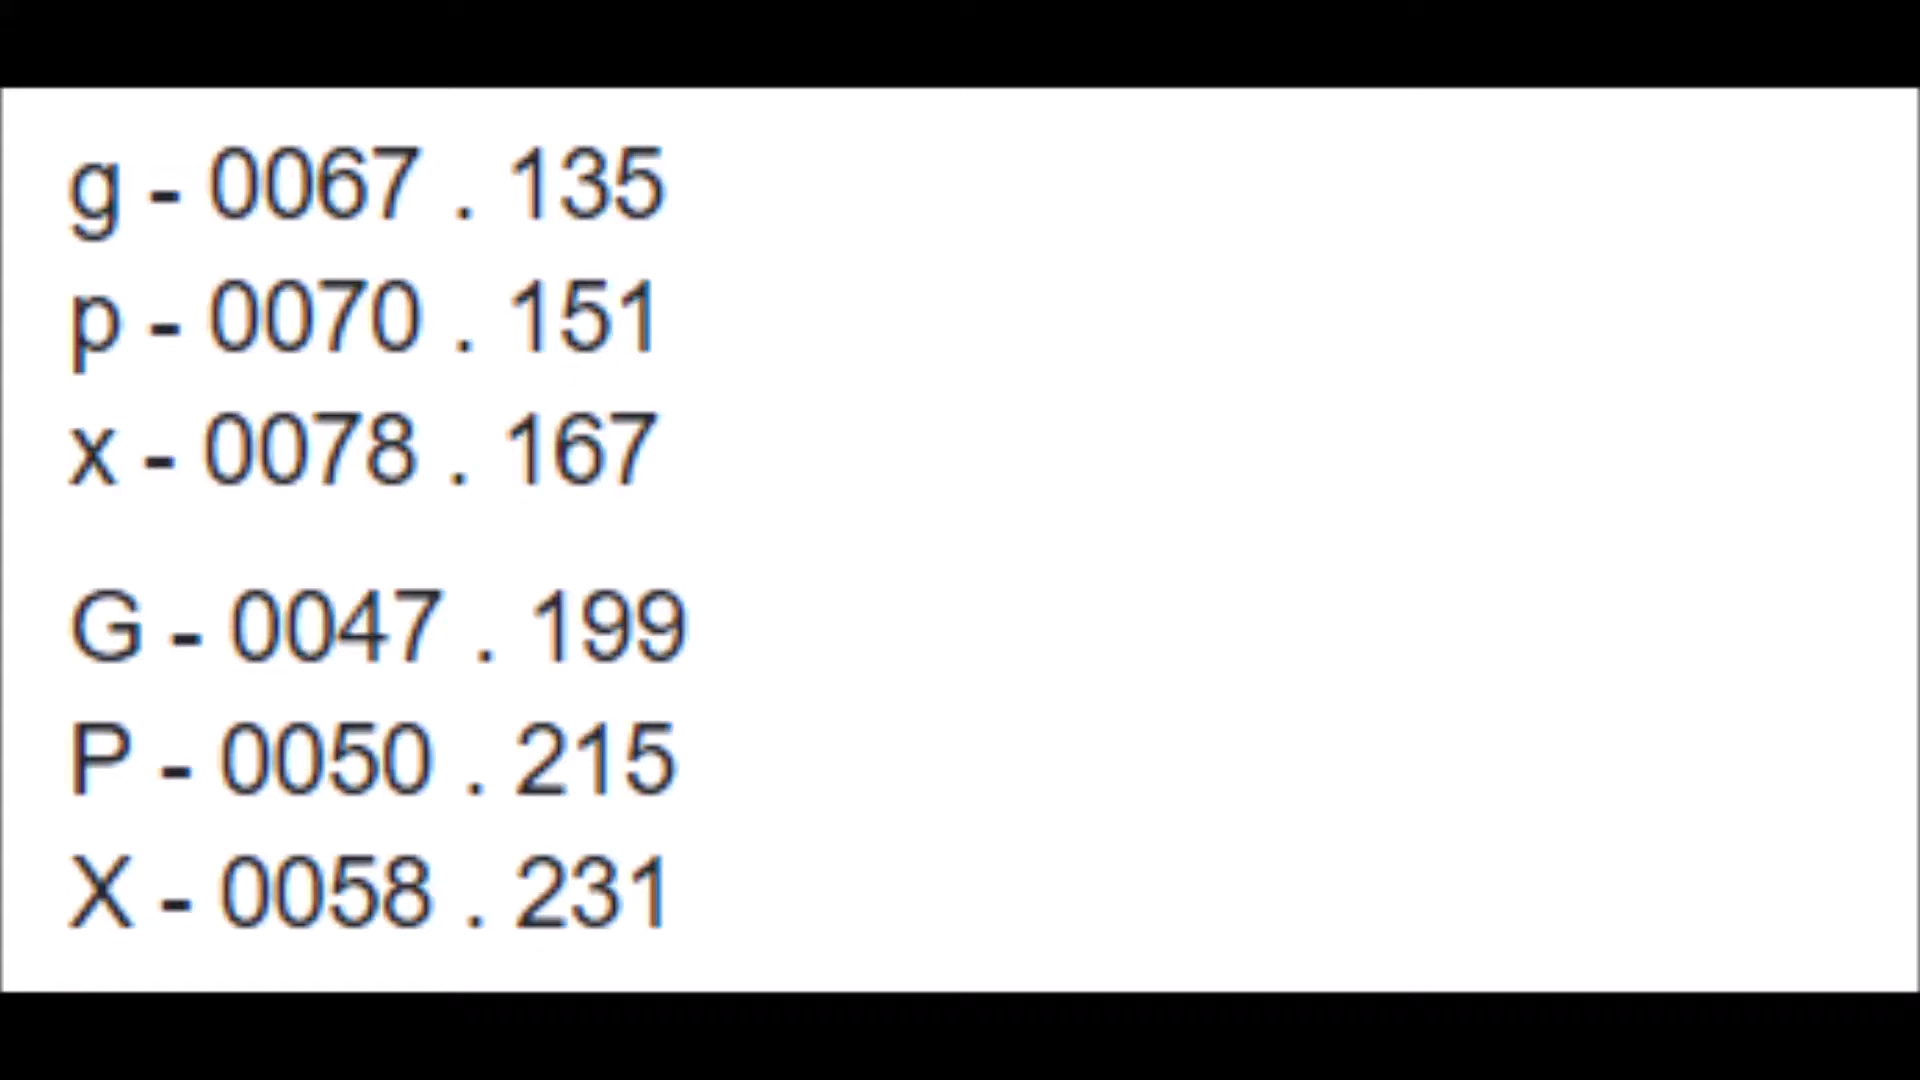 g - 0067 . 135
p - 0070 . 151
x - 0078 . 167
G - 0047 . 199
P - 0050 . 215
X - 0058 . 231